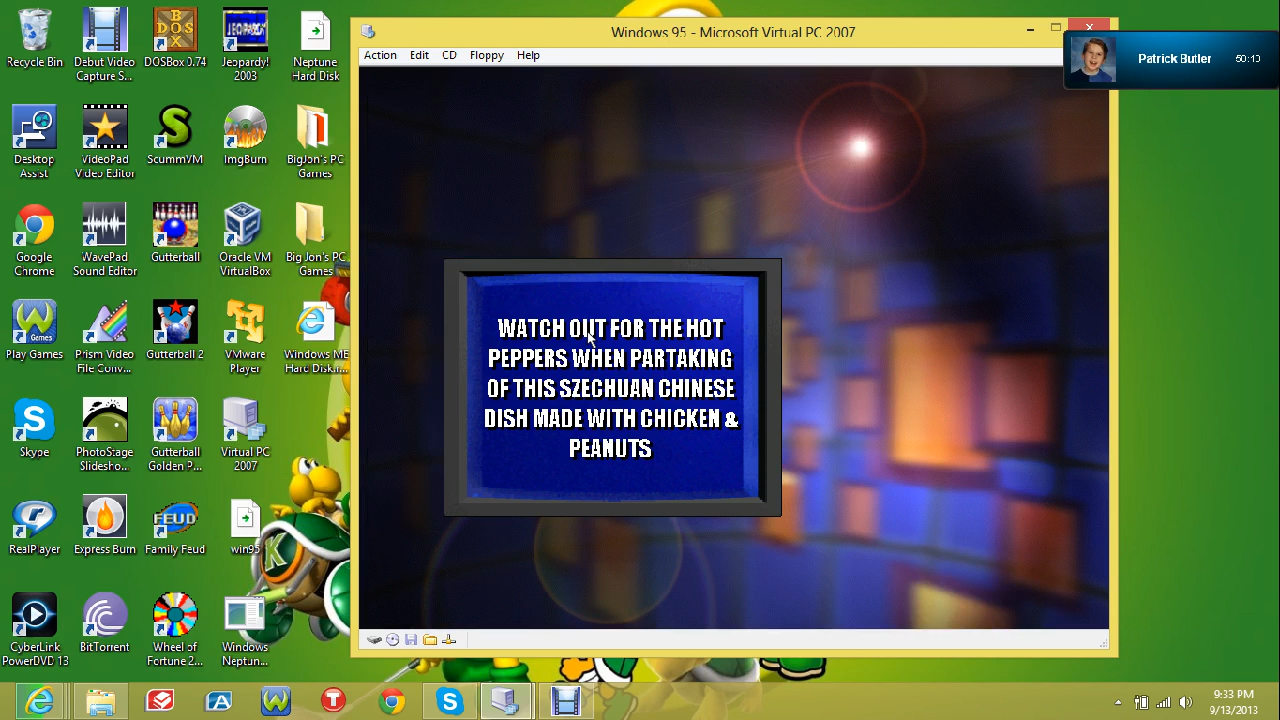 Recycle Bin
Debut Video
Capture S...
DOSBox 0.74
Jeopardy!
2003
Neptune
Hard Disk
Desktop
Assist
VideoPad
Video Editor
ScummVM
ImgBurn
BigJon's PC
Games
Google
Chrome
WavePad
Sound Editor
Gutterball
Oracle VM
VirtualBox
Big Jon's PC
Games
Play Games
Prism Video
File Conv...
Gutterball 2
VMware
Player
Windows ME
Hard Disk...
Skype
PhotoStage
Slidesho...
Gutterball
Golden P...
Virtual PC
2007
RealPlayer
Express Burn
FEUD
Family Feud
win95
CyberLink
PowerDVD 13
BitTorrent
Wheel of
Fortune 2...
Windows
Neptun...
Windows 95 - Microsoft Virtual PC 2007
Action Edit CD Floppy Help
Patrick Butler
WATCH OUT FOR THE HOT
PEPPERS WHEN PARTAKING
OF THIS SZECHUAN CHINESE
DISH MADE WITH CHICKEN &
PEANUTS
9:33 PM
9/13/2013